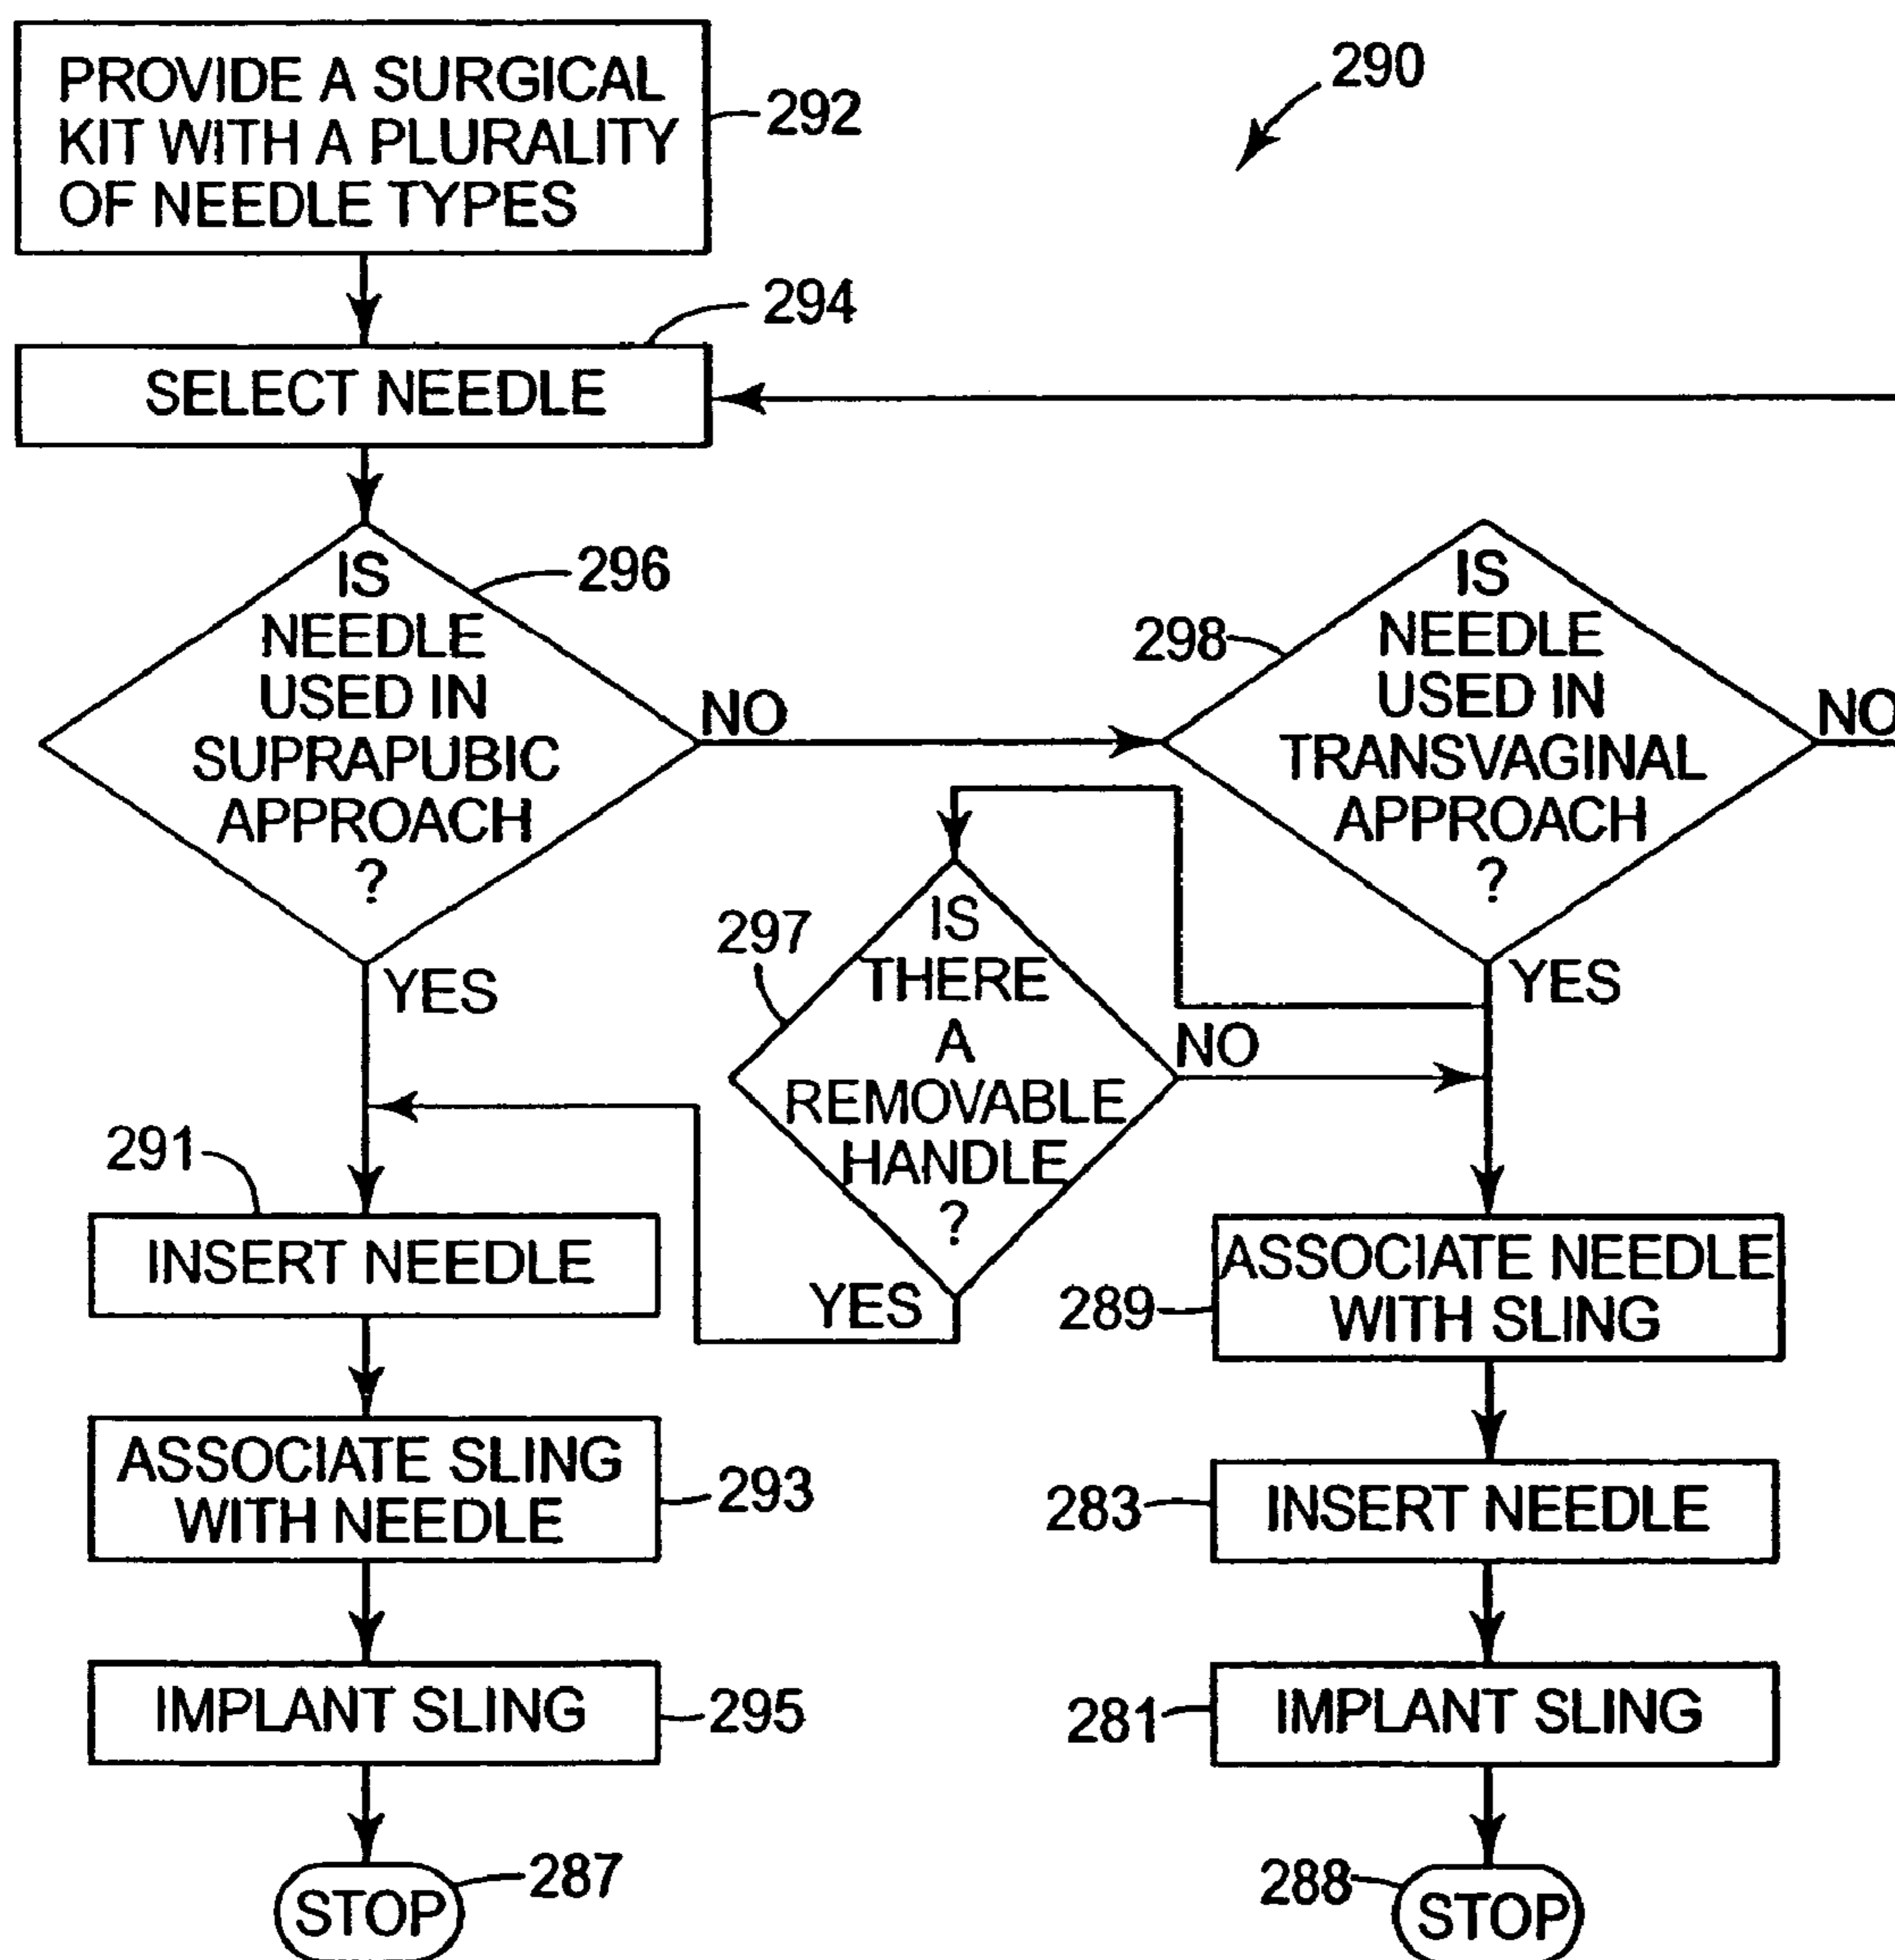 PROVIDE A SURGICAL
KIT WITH A PLURALITY
OF NEEDLE TYPES
292
290
294
SELECT NEEDLE
IS
NEEDLE
USED IN
SUPRAPUBIC
APPROACH
?
296
NO
YES
298
IS
NEEDLE
USED IN
TRANSVAGINAL
APPROACH
?
NO
YES
297
IS
THERE
A
REMOVABLE
HANDLE
?
NO
YES
291
INSERT NEEDLE
ASSOCIATE SLING
WITH NEEDLE
293
IMPLANT SLING
295
STOP
287
289
ASSOCIATE NEEDLE
WITH SLING
283
INSERT NEEDLE
281
IMPLANT SLING
288
STOP